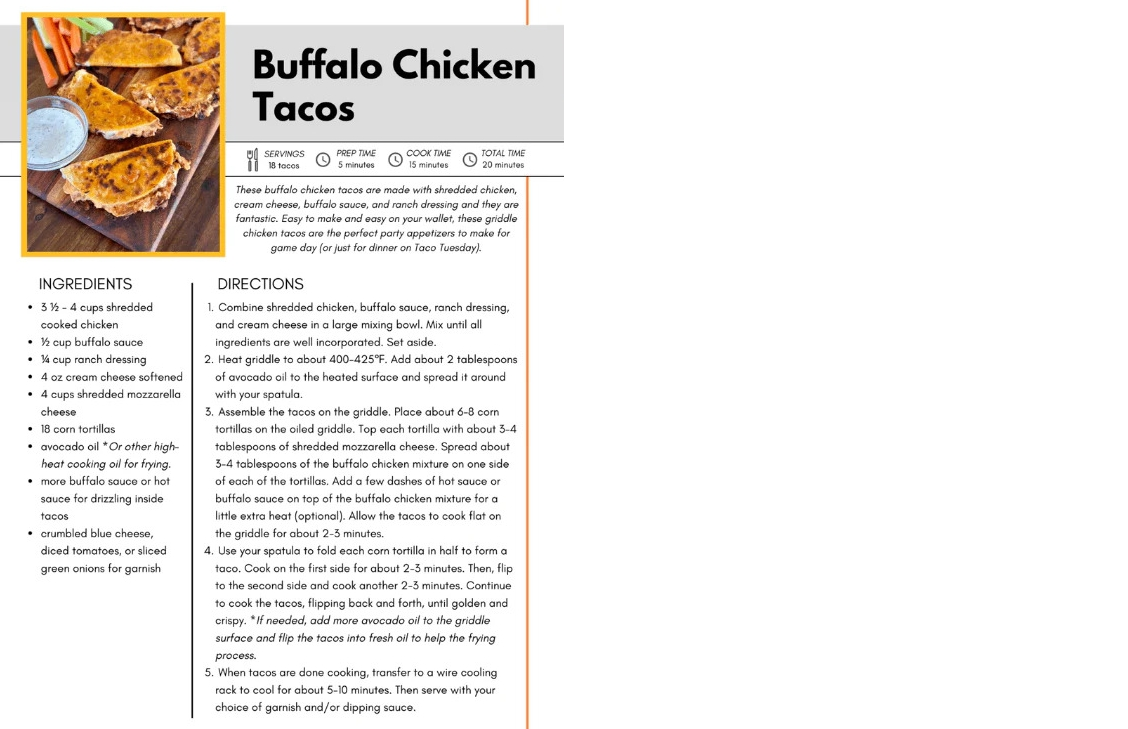 Buffalo Chicken
Tacos
SERVINGS
18 tacos
PREP TIME
5 minutes
COOK TIME
15 minutes
TOTAL TIME
20 minutes
These buffalo chicken tacos are made with shredded chicken,
cream cheese, buffalo sauce, and ranch dressing and they are
fantastic. Easy to make and easy on your wallet, these griddle
chicken tacos are the perfect party appetizers to make for
game day (or just for dinner on Taco Tuesday).
INGREDIENTS
• 3 ½ - 4 cups shredded
cooked chicken
• ½ cup buffalo sauce
• ¼ cup ranch dressing
• 4 oz cream cheese softened
• 4 cups shredded mozzarella
cheese
• 18 corn tortillas
• avocado oil *Or other high-
heat cooking oil for frying.
• more buffalo sauce or hot
sauce for drizzling inside
tacos
• crumbled blue cheese,
diced tomatoes, or sliced
green onions for garnish
DIRECTIONS
1. Combine shredded chicken, buffalo sauce, ranch dressing,
and cream cheese in a large mixing bowl. Mix until all
ingredients are well incorporated. Set aside.
2. Heat griddle to about 400-425°F. Add about 2 tablespoons
of avocado oil to the heated surface and spread it around
with your spatula.
3. Assemble the tacos on the griddle. Place about 6-8 corn
tortillas on the oiled griddle. Top each tortilla with about 3-4
tablespoons of shredded mozzarella cheese. Spread about
3-4 tablespoons of the buffalo chicken mixture on one side
of each of the tortillas. Add a few dashes of hot sauce or
buffalo sauce on top of the buffalo chicken mixture for a
little extra heat (optional). Allow the tacos to cook flat on
the griddle for about 2-3 minutes.
4. Use your spatula to fold each corn tortilla in half to form a
taco. Cook on the first side for about 2-3 minutes. Then, flip
to the second side and cook another 2-3 minutes. Continue
to cook the tacos, flipping back and forth, until golden and
crispy. *If needed, add more avocado oil to the griddle
surface and flip the tacos into fresh oil to help the frying
process.
5. When tacos are done cooking, transfer to a wire cooling
rack to cool for about 5-10 minutes. Then serve with your
choice of garnish and/or dipping sauce.